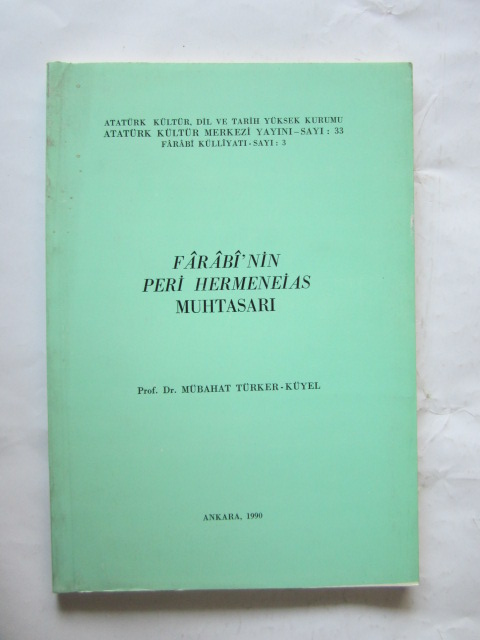 ATATÜRK KÜLTÜR, DİL VE TARİH YÜKSEK KURUMU
ATATÜRK KÜLTÜR MERKEZİ YAYINI - SAYI : 33
FÂRÂBÎ KÜLLİYATI - SAYI : 3
FÂRÂBÎ'NİN
PERİ HERMENEİAS
MUHTASARI
Prof. Dr. MÜBAHAT TÜRKER - KÜYEL
ANKARA, 1990